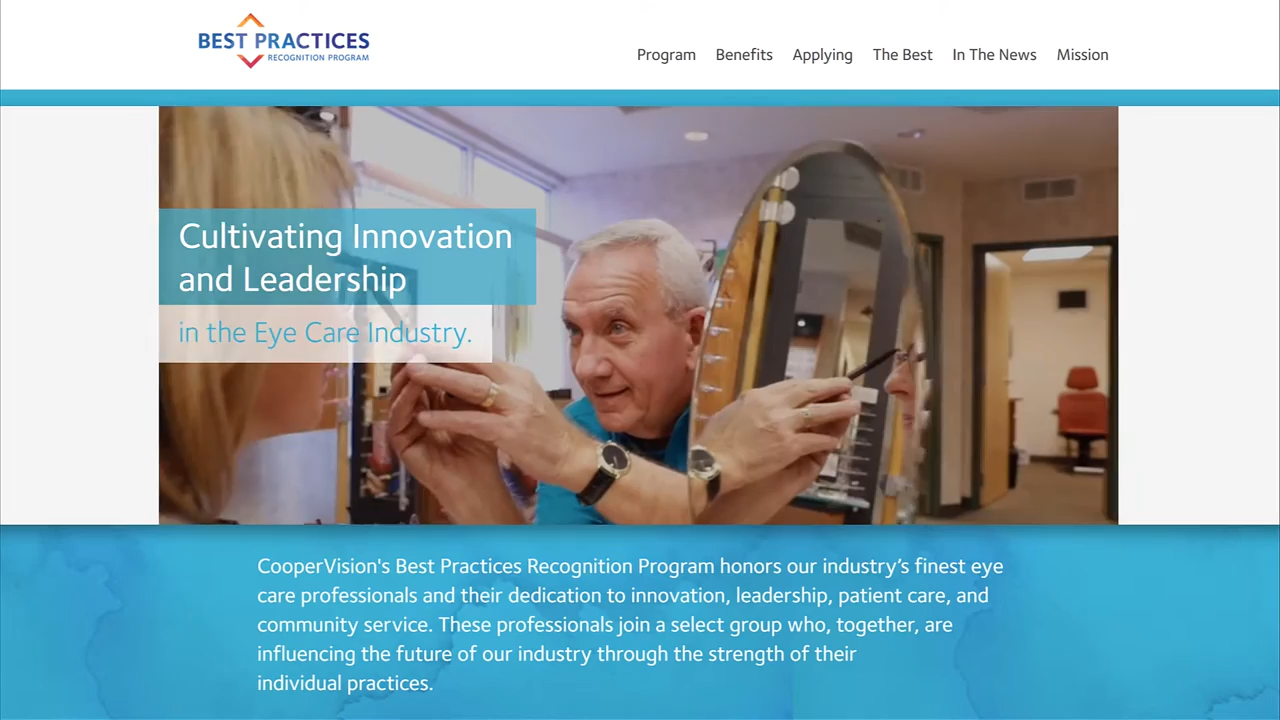 BEST PRACTICES
RECOGNITION PROGRAM
Program
Benefits
Applying
The Best
In The News
Mission
Cultivating Innovation
and Leadership
in the Eye Care Industry.
CooperVision's Best Practices Recognition Program honors our industry’s finest eye
care professionals and their dedication to innovation, leadership, patient care, and
community service. These professionals join a select group who, together, are
influencing the future of our industry through the strength of their
individual practices.